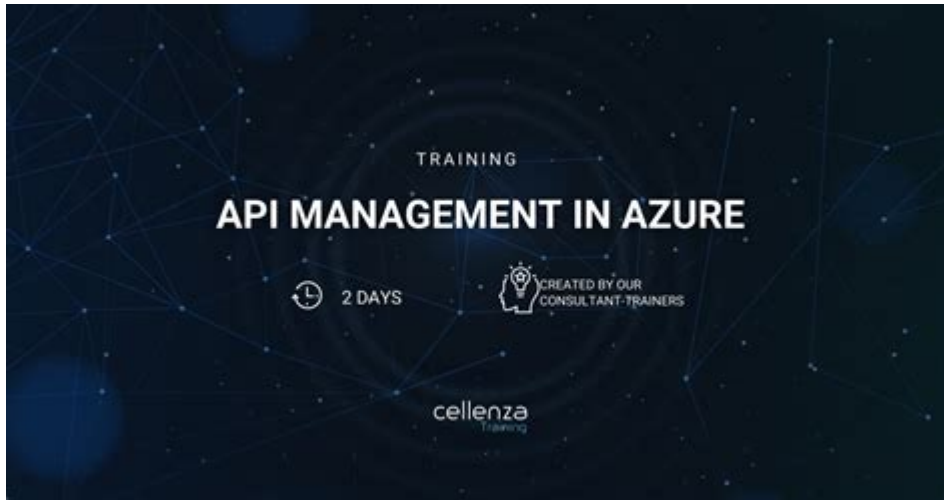 TRAINING
API MANAGEMENT IN AZURE
2 DAYS
CREATED BY OUR
CONSULTANT-TRAINERS
cellenza
Training